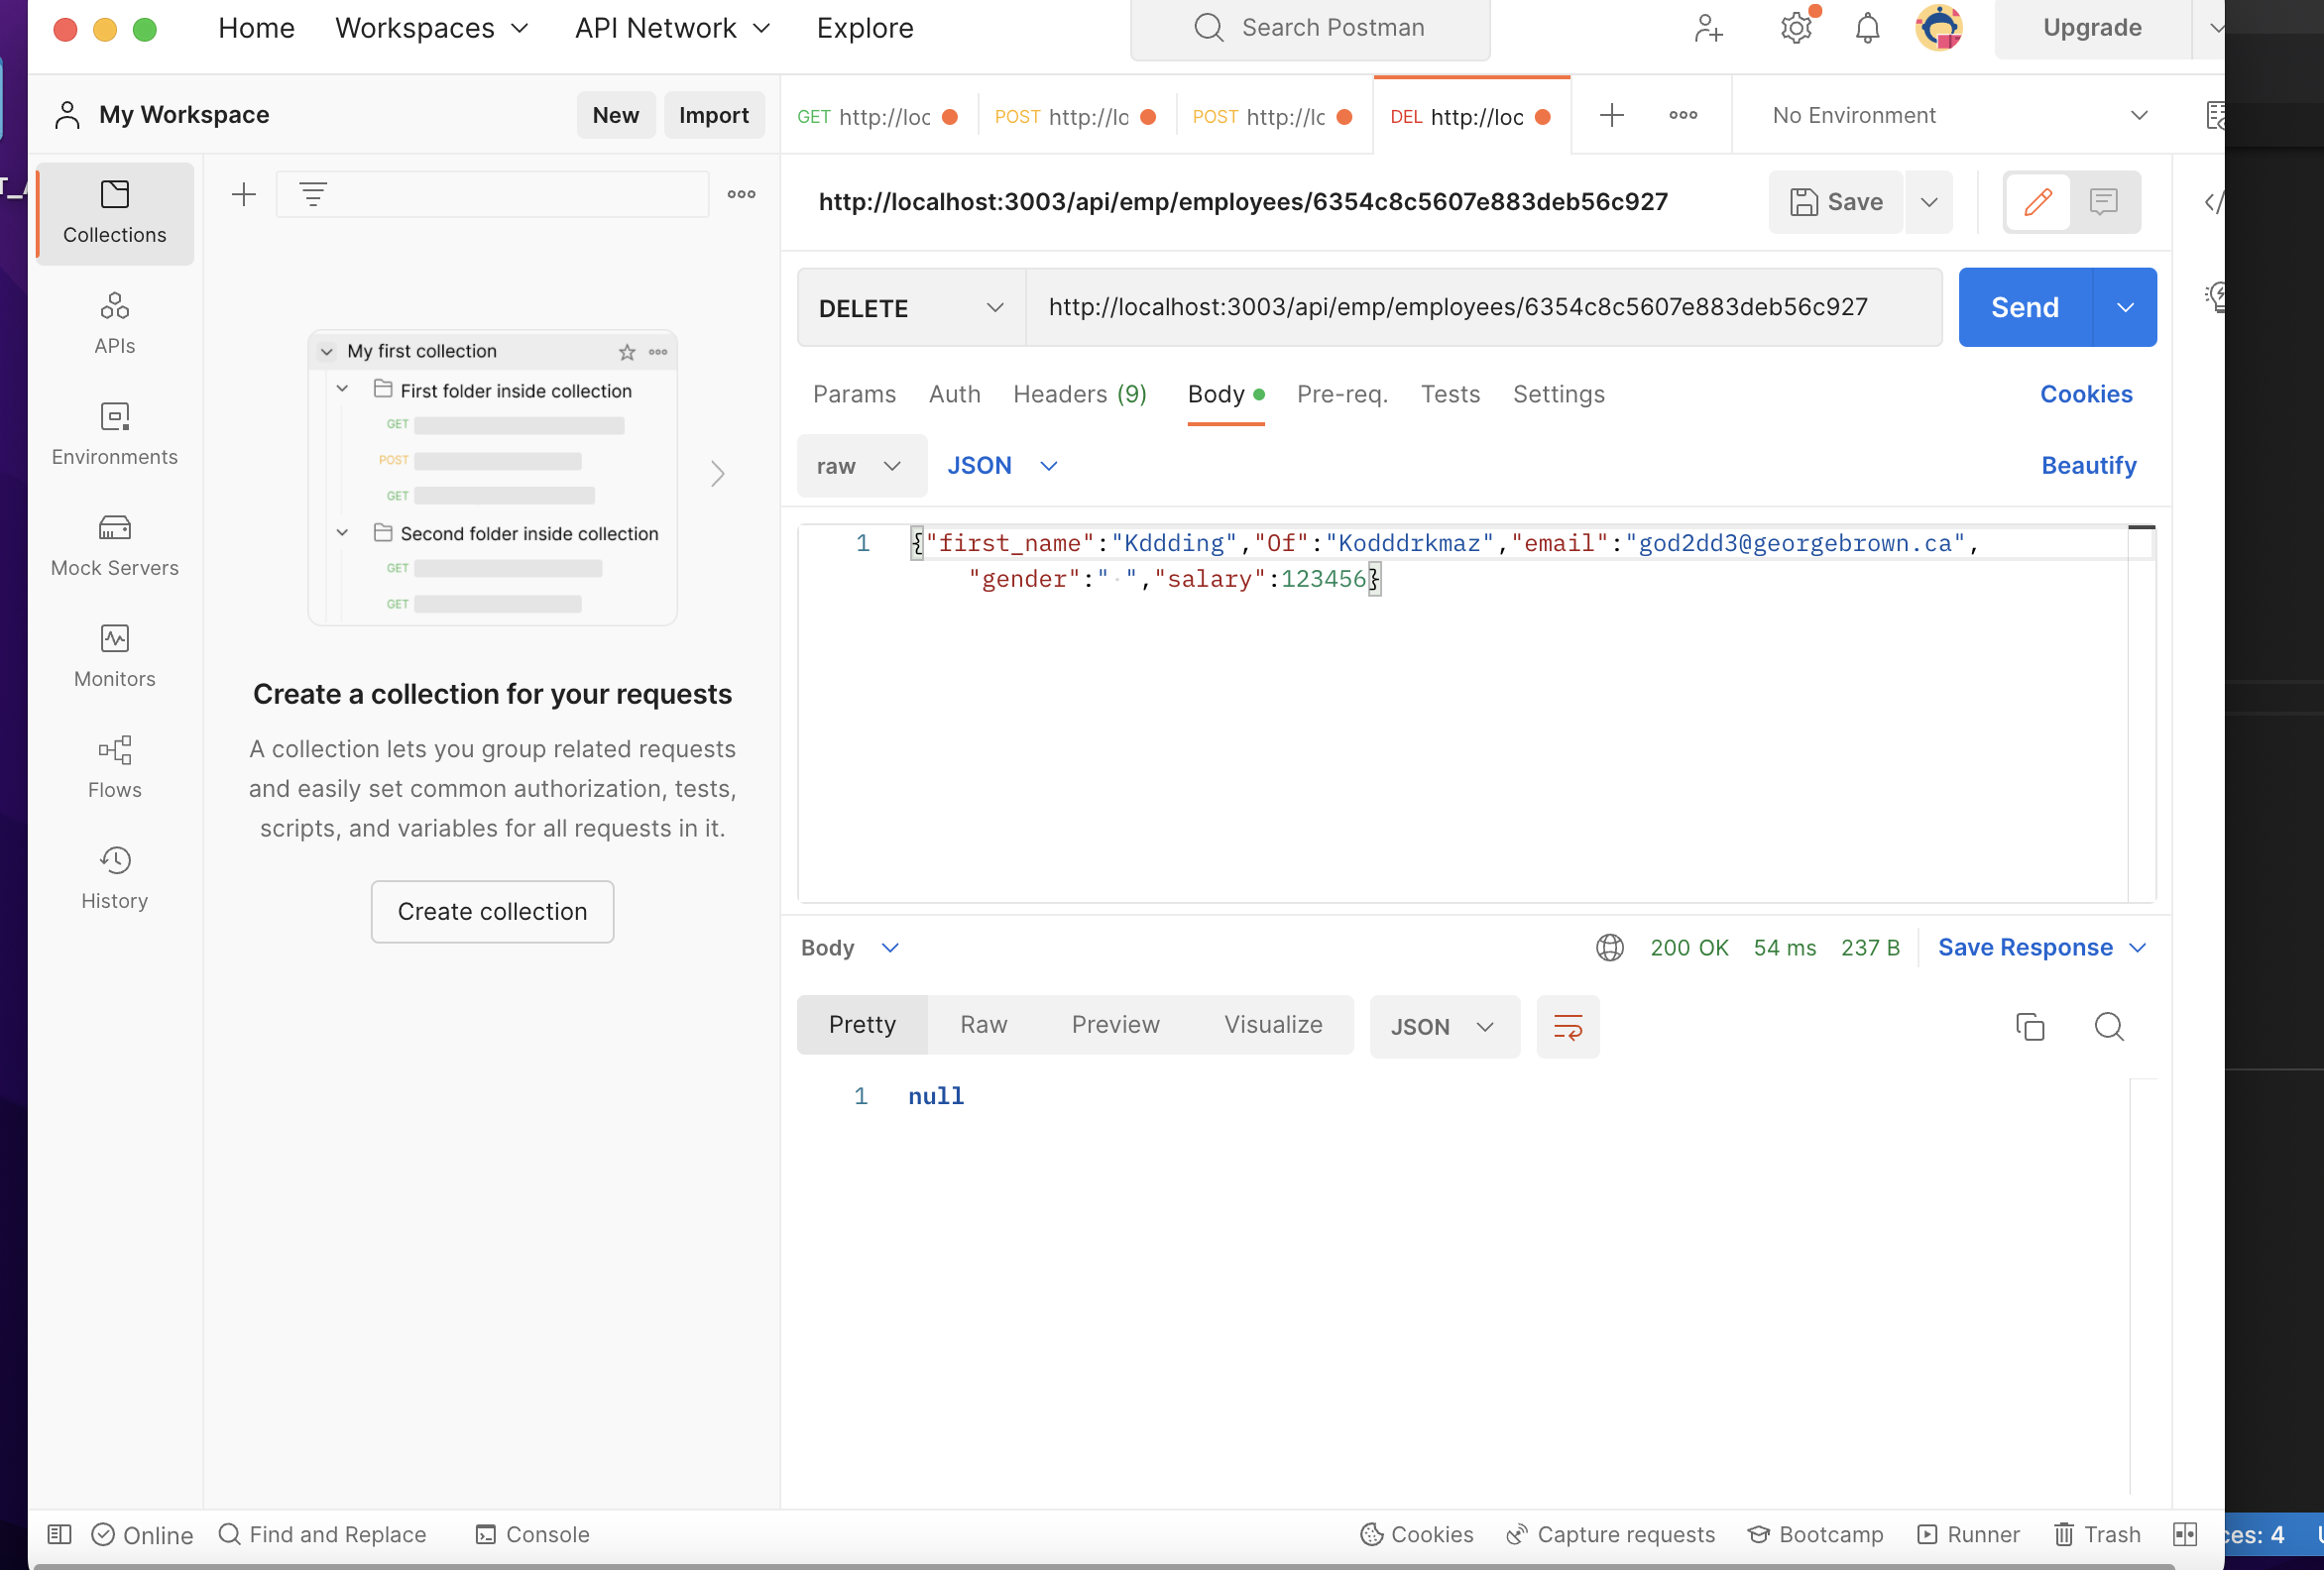 Home Workspaces API Network Explore Search Postman Upgrade
My Workspace New Import
GET http://loc POST http://lo POST http://lc DEL http://loc No Environment
Collections
APIs
Environments
Mock Servers
Monitors
Flows
History
My first collection
First folder inside collection
GET
POST
GET
Second folder inside collection
GET
GET
Create a collection for your requests
A collection lets you group related requests
and easily set common authorization, tests,
scripts, and variables for all requests in it.
Create collection
http://localhost:3003/api/emp/employees/6354c8c5607e883deb56c927 Save
DELETE http://localhost:3003/api/emp/employees/6354c8c5607e883deb56c927 Send
Params Auth Headers (9) Body Pre-req. Tests Settings Cookies
raw JSON Beautify
1 {"first_name":"Kddding","Of":"Kodddrkmaz","email":"god2dd3@georgebrown.ca",
"gender":" ","salary":123456}
Body 200 OK 54 ms 237 B Save Response
Pretty Raw Preview Visualize JSON
1 null
Online Find and Replace Console Cookies Capture requests Bootcamp Runner Trash
ces: 4